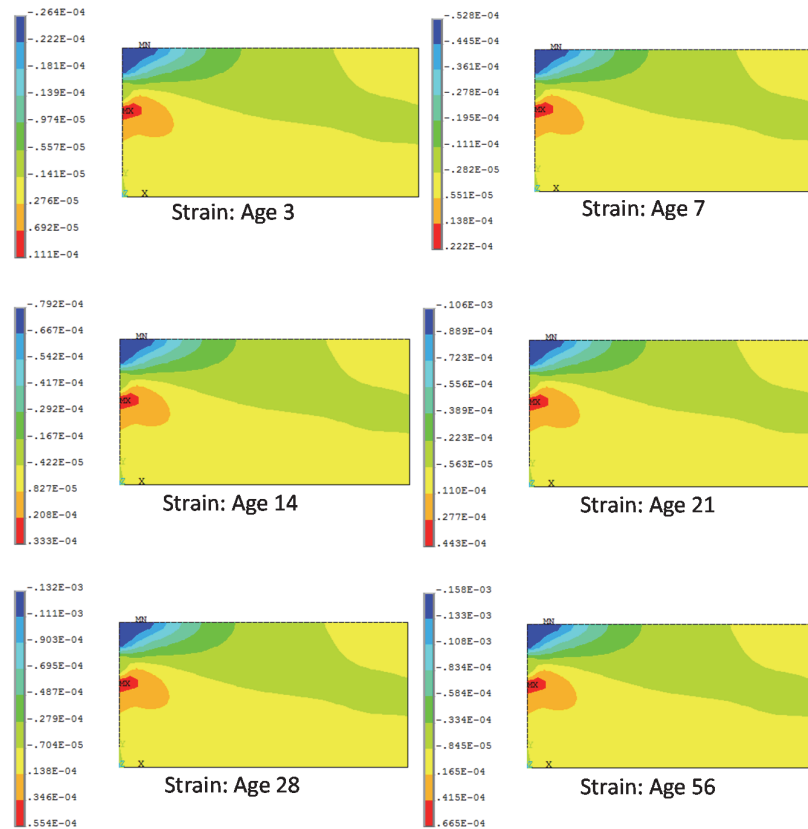 -.264E-04
-.222E-04
-.181E-04
-.139E-04
-.974E-05
-.557E-05
-.141E-05
.276E-05
.692E-05
.111E-04
MN
MX
Y
Z X
Strain: Age 3
-.528E-04
-.445E-04
-.361E-04
-.278E-04
-.195E-04
-.111E-04
-.282E-05
.551E-05
.138E-04
.222E-04
MN
MX
Y
Z X
Strain: Age 7
-.792E-04
-.667E-04
-.542E-04
-.417E-04
-.292E-04
-.167E-04
-.422E-05
.827E-05
.208E-04
.333E-04
MN
MX
Y
Z X
Strain: Age 14
-.106E-03
-.889E-04
-.723E-04
-.556E-04
-.389E-04
-.223E-04
-.563E-05
.110E-04
.277E-04
.443E-04
MN
MX
Y
Z X
Strain: Age 21
-.132E-03
-.111E-03
-.903E-04
-.695E-04
-.487E-04
-.279E-04
-.704E-05
.138E-04
.346E-04
.554E-04
MN
MX
Y
Z X
Strain: Age 28
-.158E-03
-.133E-03
-.108E-03
-.834E-04
-.584E-04
-.334E-04
-.845E-05
.165E-04
.415E-04
.665E-04
MN
MX
Y
Z X
Strain: Age 56